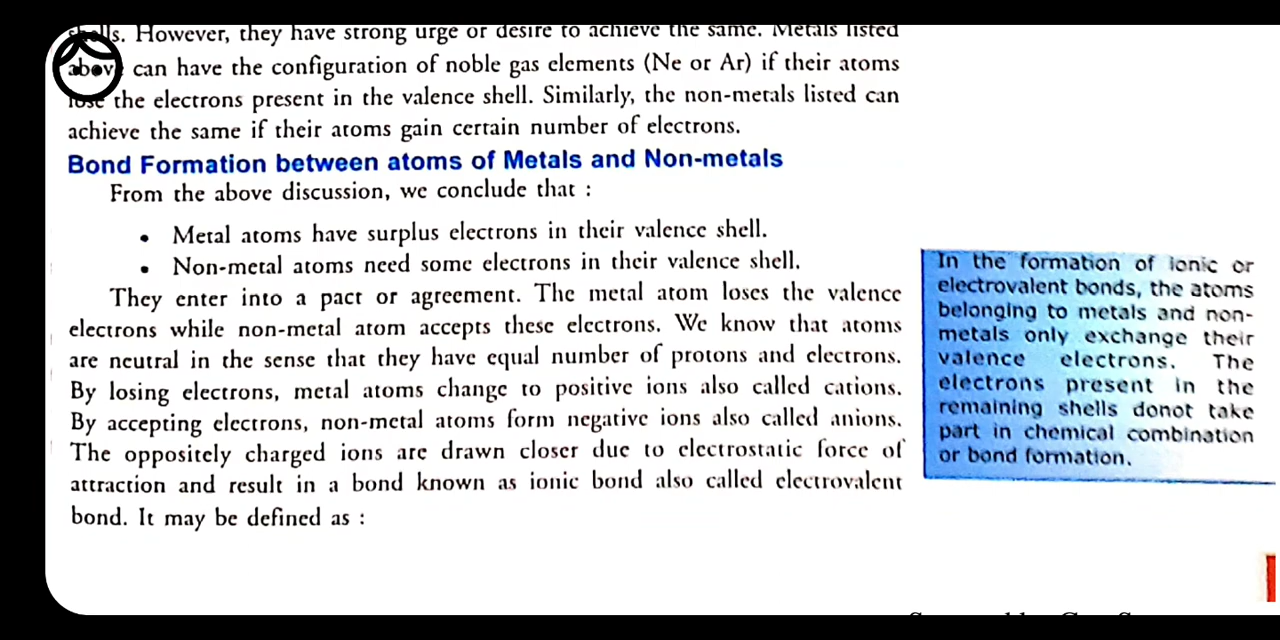 shells. However, they have strong urge or desire to achieve the same. Metals listed
above can have the configuration of noble gas elements (Ne or Ar) if their atoms
lose the electrons present in the valence shell. Similarly, the non-metals listed can
achieve the same if their atoms gain certain number of electrons.
Bond Formation between atoms of Metals and Non-metals
From the above discussion, we conclude that :
• Metal atoms have surplus electrons in their valence shell.
• Non-metal atoms need some electrons in their valence shell.
They enter into a pact or agreement. The metal atom loses the valence
electrons while non-metal atom accepts these electrons. We know that atoms
are neutral in the sense that they have equal number of protons and electrons.
By losing electrons, metal atoms change to positive ions also called cations.
By accepting electrons, non-metal atoms form negative ions also called anions.
The oppositely charged ions are drawn closer due to electrostatic force of
attraction and result in a bond known as ionic bond also called electrovalent
bond. It may be defined as :
In the formation of ionic or
electrovalent bonds, the atoms
belonging to metals and non-
metals only exchange their
valence electrons. The
electrons present in the
remaining shells donot take
part in chemical combination
or bond formation.